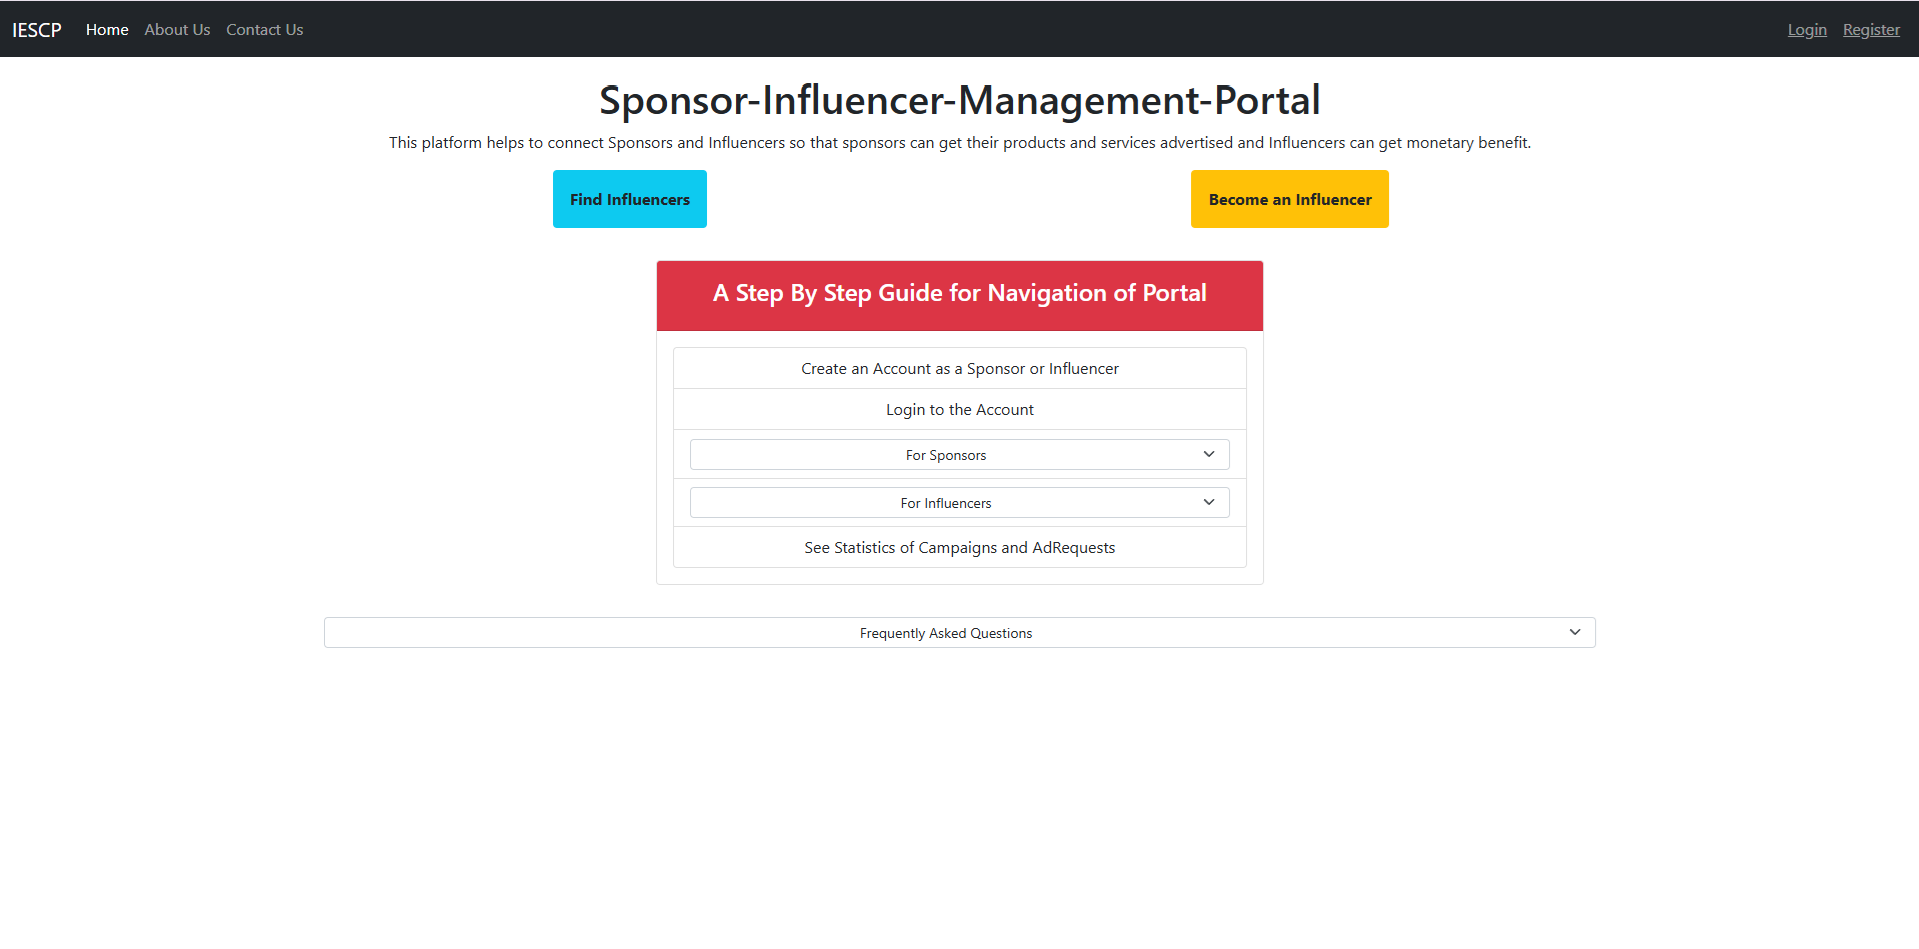 IESCP Home About Us Contact Us Login Register
Sponsor-Influencer-Management-Portal
This platform helps to connect Sponsors and Influencers so that sponsors can get their products and services advertised and Influencers can get monetary benefit.
Find Influencers Become an Influencer
A Step By Step Guide for Navigation of Portal
Create an Account as a Sponsor or Influencer
Login to the Account
For Sponsors
For Influencers
See Statistics of Campaigns and AdRequests
Frequently Asked Questions